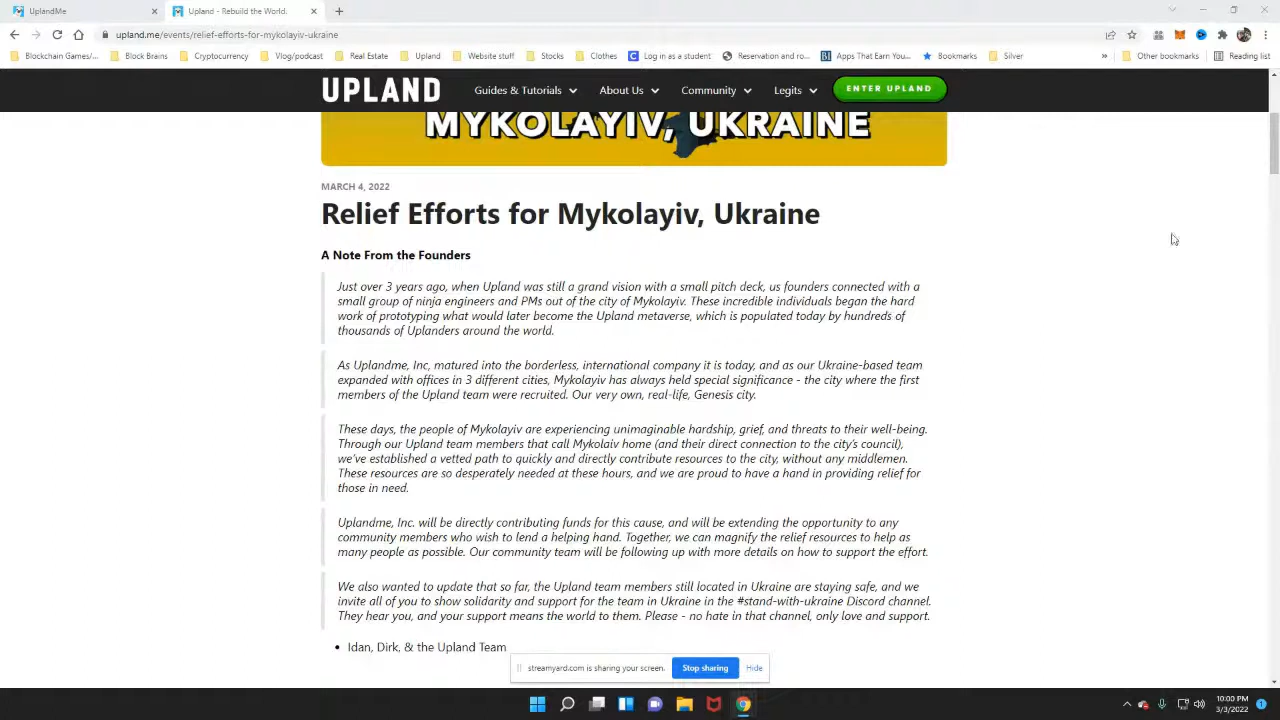 UplandMe
Upland - Rebuild the World.
upland.me/events/relief-efforts-for-mykolayiv-ukraine
Blockchain Games/... Block Brains Cryptocurrency Vlog/podcast Real Estate Upland Website stuff Stocks Clothes Log in as a student Reservation and ro... Apps That Earn You... Bookmarks Silver » Other bookmarks Reading list
UPLAND Guides & Tutorials About Us Community Legits ENTER UPLAND
MYKOLAYIV, UKRAINE
MARCH 4, 2022
Relief Efforts for Mykolayiv, Ukraine
A Note From the Founders
Just over 3 years ago, when Upland was still a grand vision with a small pitch deck, us founders connected with a
small group of ninja engineers and PMs out of the city of Mykolayiv. These incredible individuals began the hard
work of prototyping what would later become the Upland metaverse, which is populated today by hundreds of
thousands of Uplanders around the world.
As Uplandme, Inc, matured into the borderless, international company it is today, and as our Ukraine-based team
expanded with offices in 3 different cities, Mykolayiv has always held special significance - the city where the first
members of the Upland team were recruited. Our very own, real-life, Genesis city.
These days, the people of Mykolayiv are experiencing unimaginable hardship, grief, and threats to their well-being.
Through our Upland team members that call Mykolaiv home (and their direct connection to the city's council),
we've established a vetted path to quickly and directly contribute resources to the city, without any middlemen.
These resources are so desperately needed at these hours, and we are proud to have a hand in providing relief for
those in need.
Uplandme, Inc. will be directly contributing funds for this cause, and will be extending the opportunity to any
community members who wish to lend a helping hand. Together, we can magnify the relief resources to help as
many people as possible. Our community team will be following up with more details on how to support the effort.
We also wanted to update that so far, the Upland team members still located in Ukraine are staying safe, and we
invite all of you to show solidarity and support for the team in Ukraine in the #stand-with-ukraine Discord channel.
They hear you, and your support means the world to them. Please - no hate in that channel, only love and support.
• Idan, Dirk, & the Upland Team
streamyard.com is sharing your screen. Stop sharing Hide
10:00 PM
3/3/2022